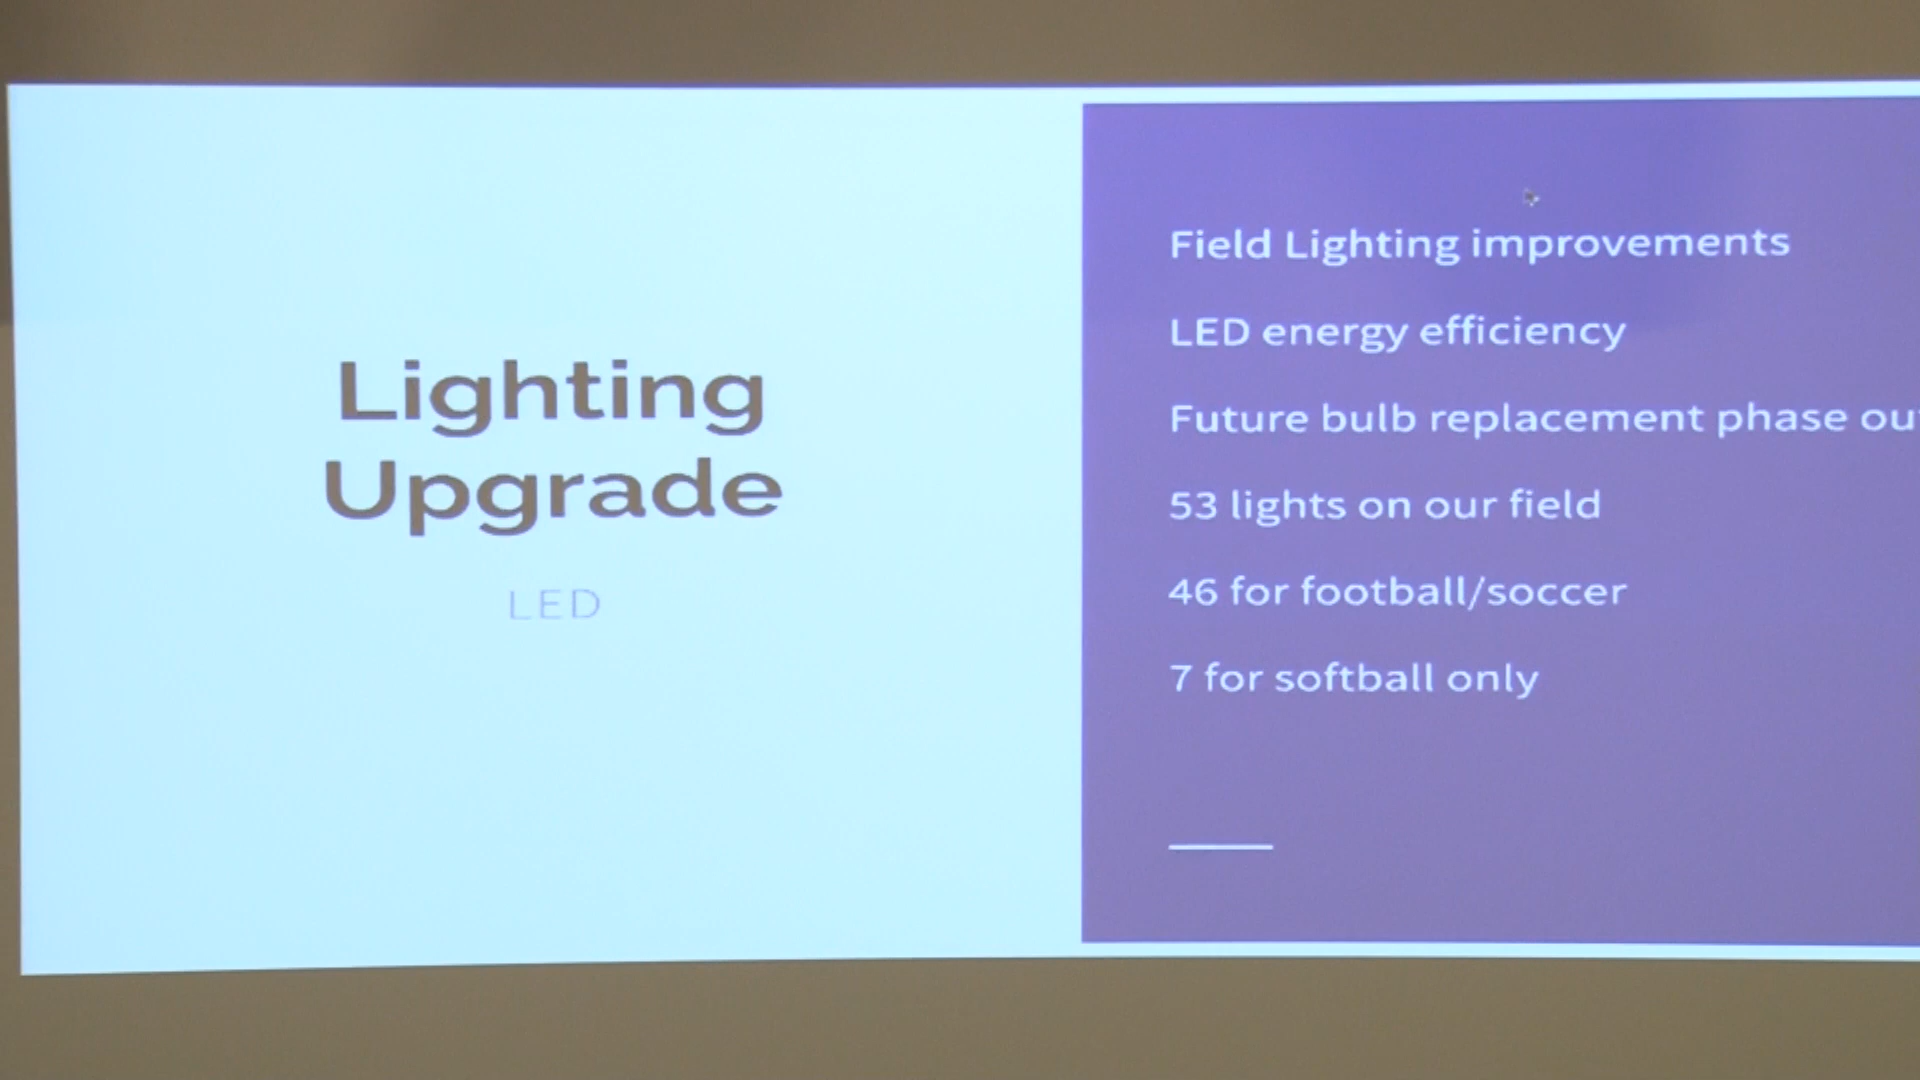 Lighting
Upgrade
LED
Field Lighting improvements
LED energy efficiency
Future bulb replacement phase
53 lights on our field
46 for football/soccer
7 for softball only